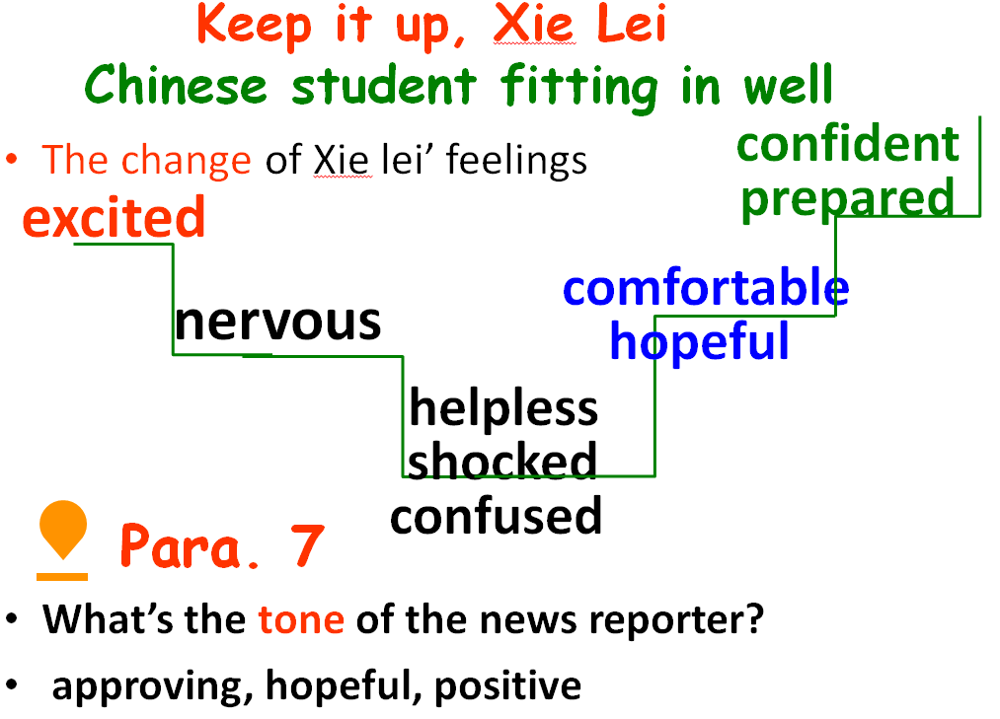 Keep it up, Xie Lei
Chinese student fitting in well
• The change of Xie lei’ feelings
excited
nervous
helpless
shocked
confused
comfortable
hopeful
confident
prepared
Para. 7
• What’s the tone of the news reporter?
• approving, hopeful, positive